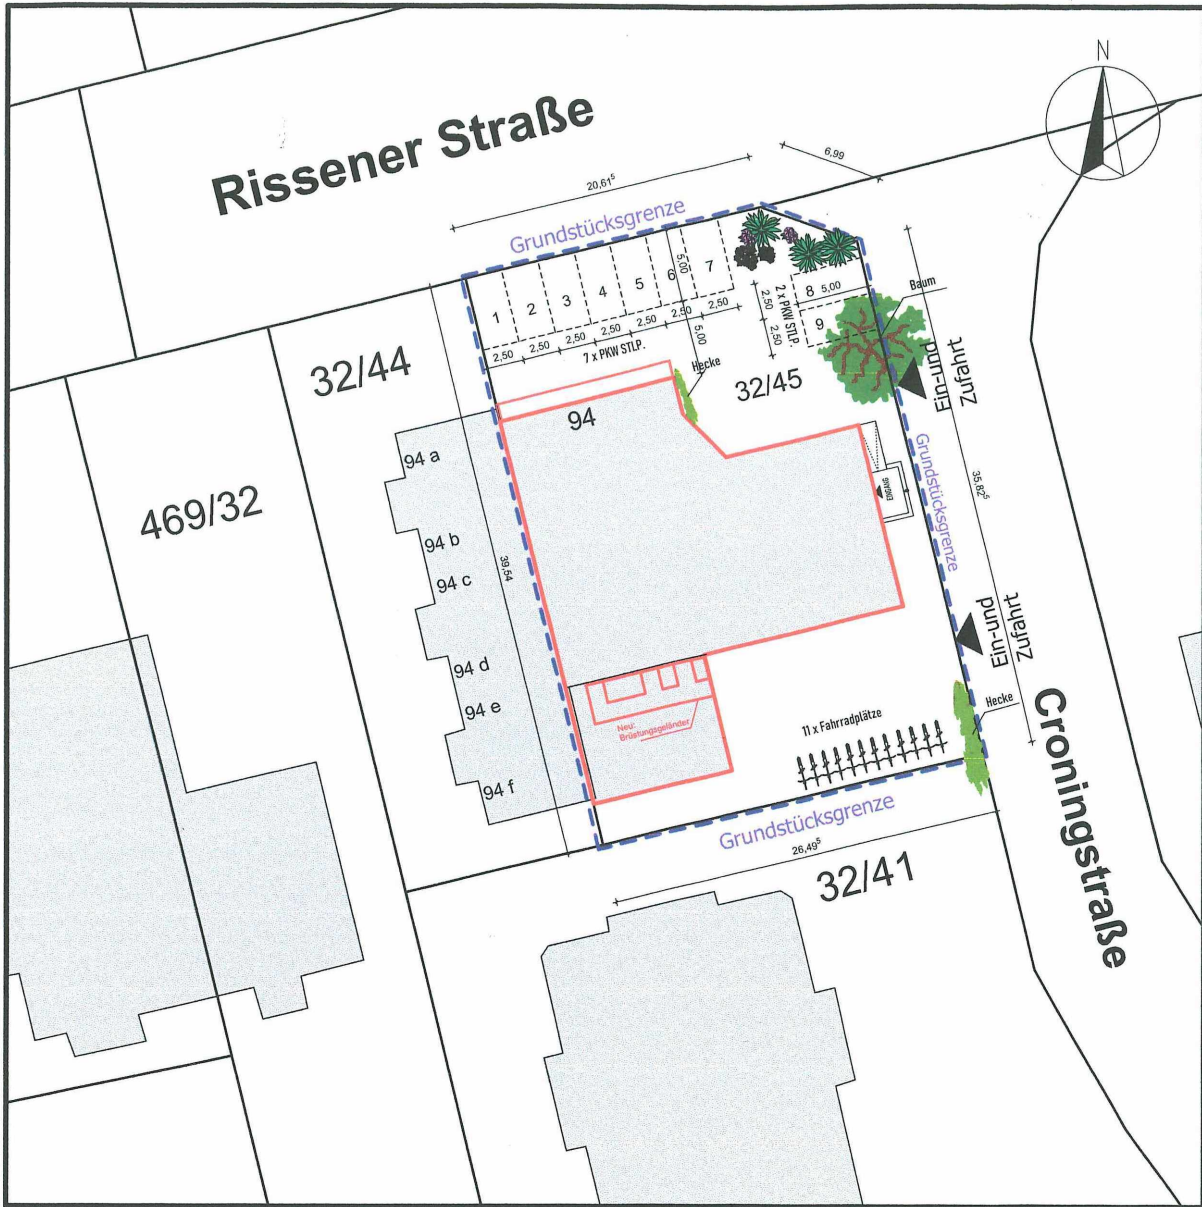 N
Rissener Straße
6,99
20,61⁵
Grundstücksgrenze
1
2
3
4
5
6
7
5,00
8
5,00
9
Baum
2,50
2,50
2,50
2,50
2,50
2,50
2,50
7 x PKW STLP.
5,00
2,50
2,50
2 x PKW STLP.
Hecke
32/44
32/45
Ein-und
Zufahrt
94
94 a
94 b
94 c
94 d
94 e
94 f
469/32
39,54
EINGANG
Grundstücksgrenze
35,82⁵
Ein-und
Zufahrt
Hecke
Neu:
Brüstungsgeländer
11 x Fahrradplätze
Grundstücksgrenze
26,49⁵
32/41
Croningstraße